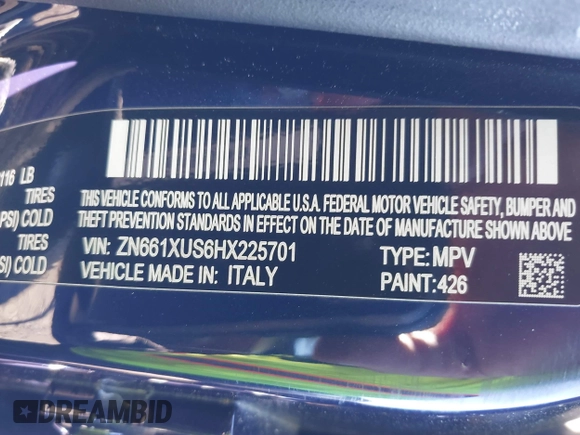 116 LB
TIRES
PSI) COLD
TIRES
SI) COLD
THIS VEHICLE CONFORMS TO ALL APPLICABLE U.S.A. FEDERAL MOTOR VEHICLE SAFETY, BUMPER AND
THEFT PREVENTION STANDARDS IN EFFECT ON THE DATE OF MANUFACTURE SHOWN ABOVE
VIN: ZN661XUS6HX225701 TYPE: MPV
VEHICLE MADE IN: ITALY PAINT: 426
DREAMBID